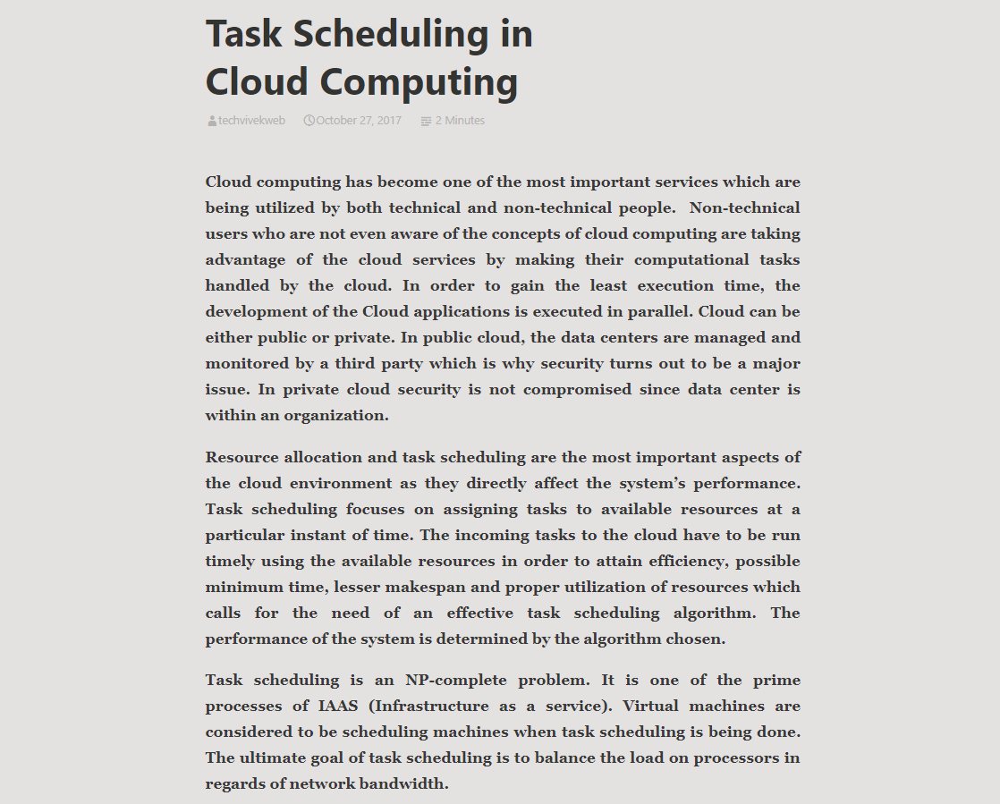 Task Scheduling in
Cloud Computing
techvivekweb October 27, 2017 2 Minutes
Cloud computing has become one of the most important services which are
being utilized by both technical and non-technical people. Non-technical
users who are not even aware of the concepts of cloud computing are taking
advantage of the cloud services by making their computational tasks
handled by the cloud. In order to gain the least execution time, the
development of the Cloud applications is executed in parallel. Cloud can be
either public or private. In public cloud, the data centers are managed and
monitored by a third party which is why security turns out to be a major
issue. In private cloud security is not compromised since data center is
within an organization.
Resource allocation and task scheduling are the most important aspects of
the cloud environment as they directly affect the system’s performance.
Task scheduling focuses on assigning tasks to available resources at a
particular instant of time. The incoming tasks to the cloud have to be run
timely using the available resources in order to attain efficiency, possible
minimum time, lesser makespan and proper utilization of resources which
calls for the need of an effective task scheduling algorithm. The
performance of the system is determined by the algorithm chosen.
Task scheduling is an NP-complete problem. It is one of the prime
processes of IAAS (Infrastructure as a service). Virtual machines are
considered to be scheduling machines when task scheduling is being done.
The ultimate goal of task scheduling is to balance the load on processors in
regards of network bandwidth.